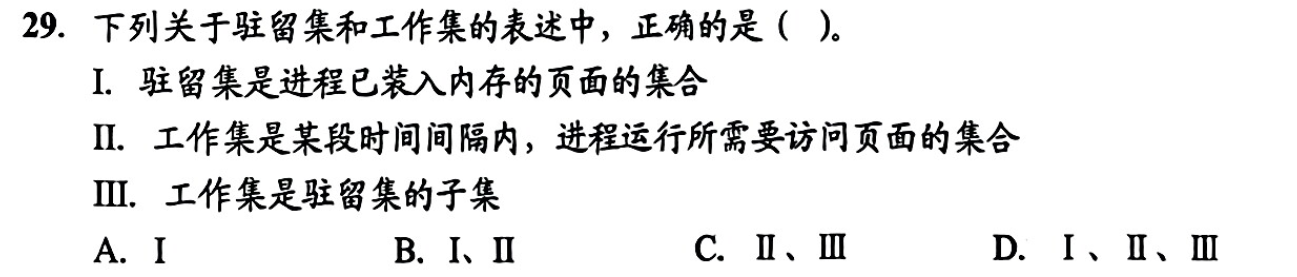 29. 下列关于驻留集和工作集的表述中，正确的是（ ）。
I. 驻留集是进程已装入内存的页面的集合
II. 工作集是某段时间间隔内，进程运行所需要访问页面的集合
III. 工作集是驻留集的子集
A. I B. I、II C. II、III D. I、II、III